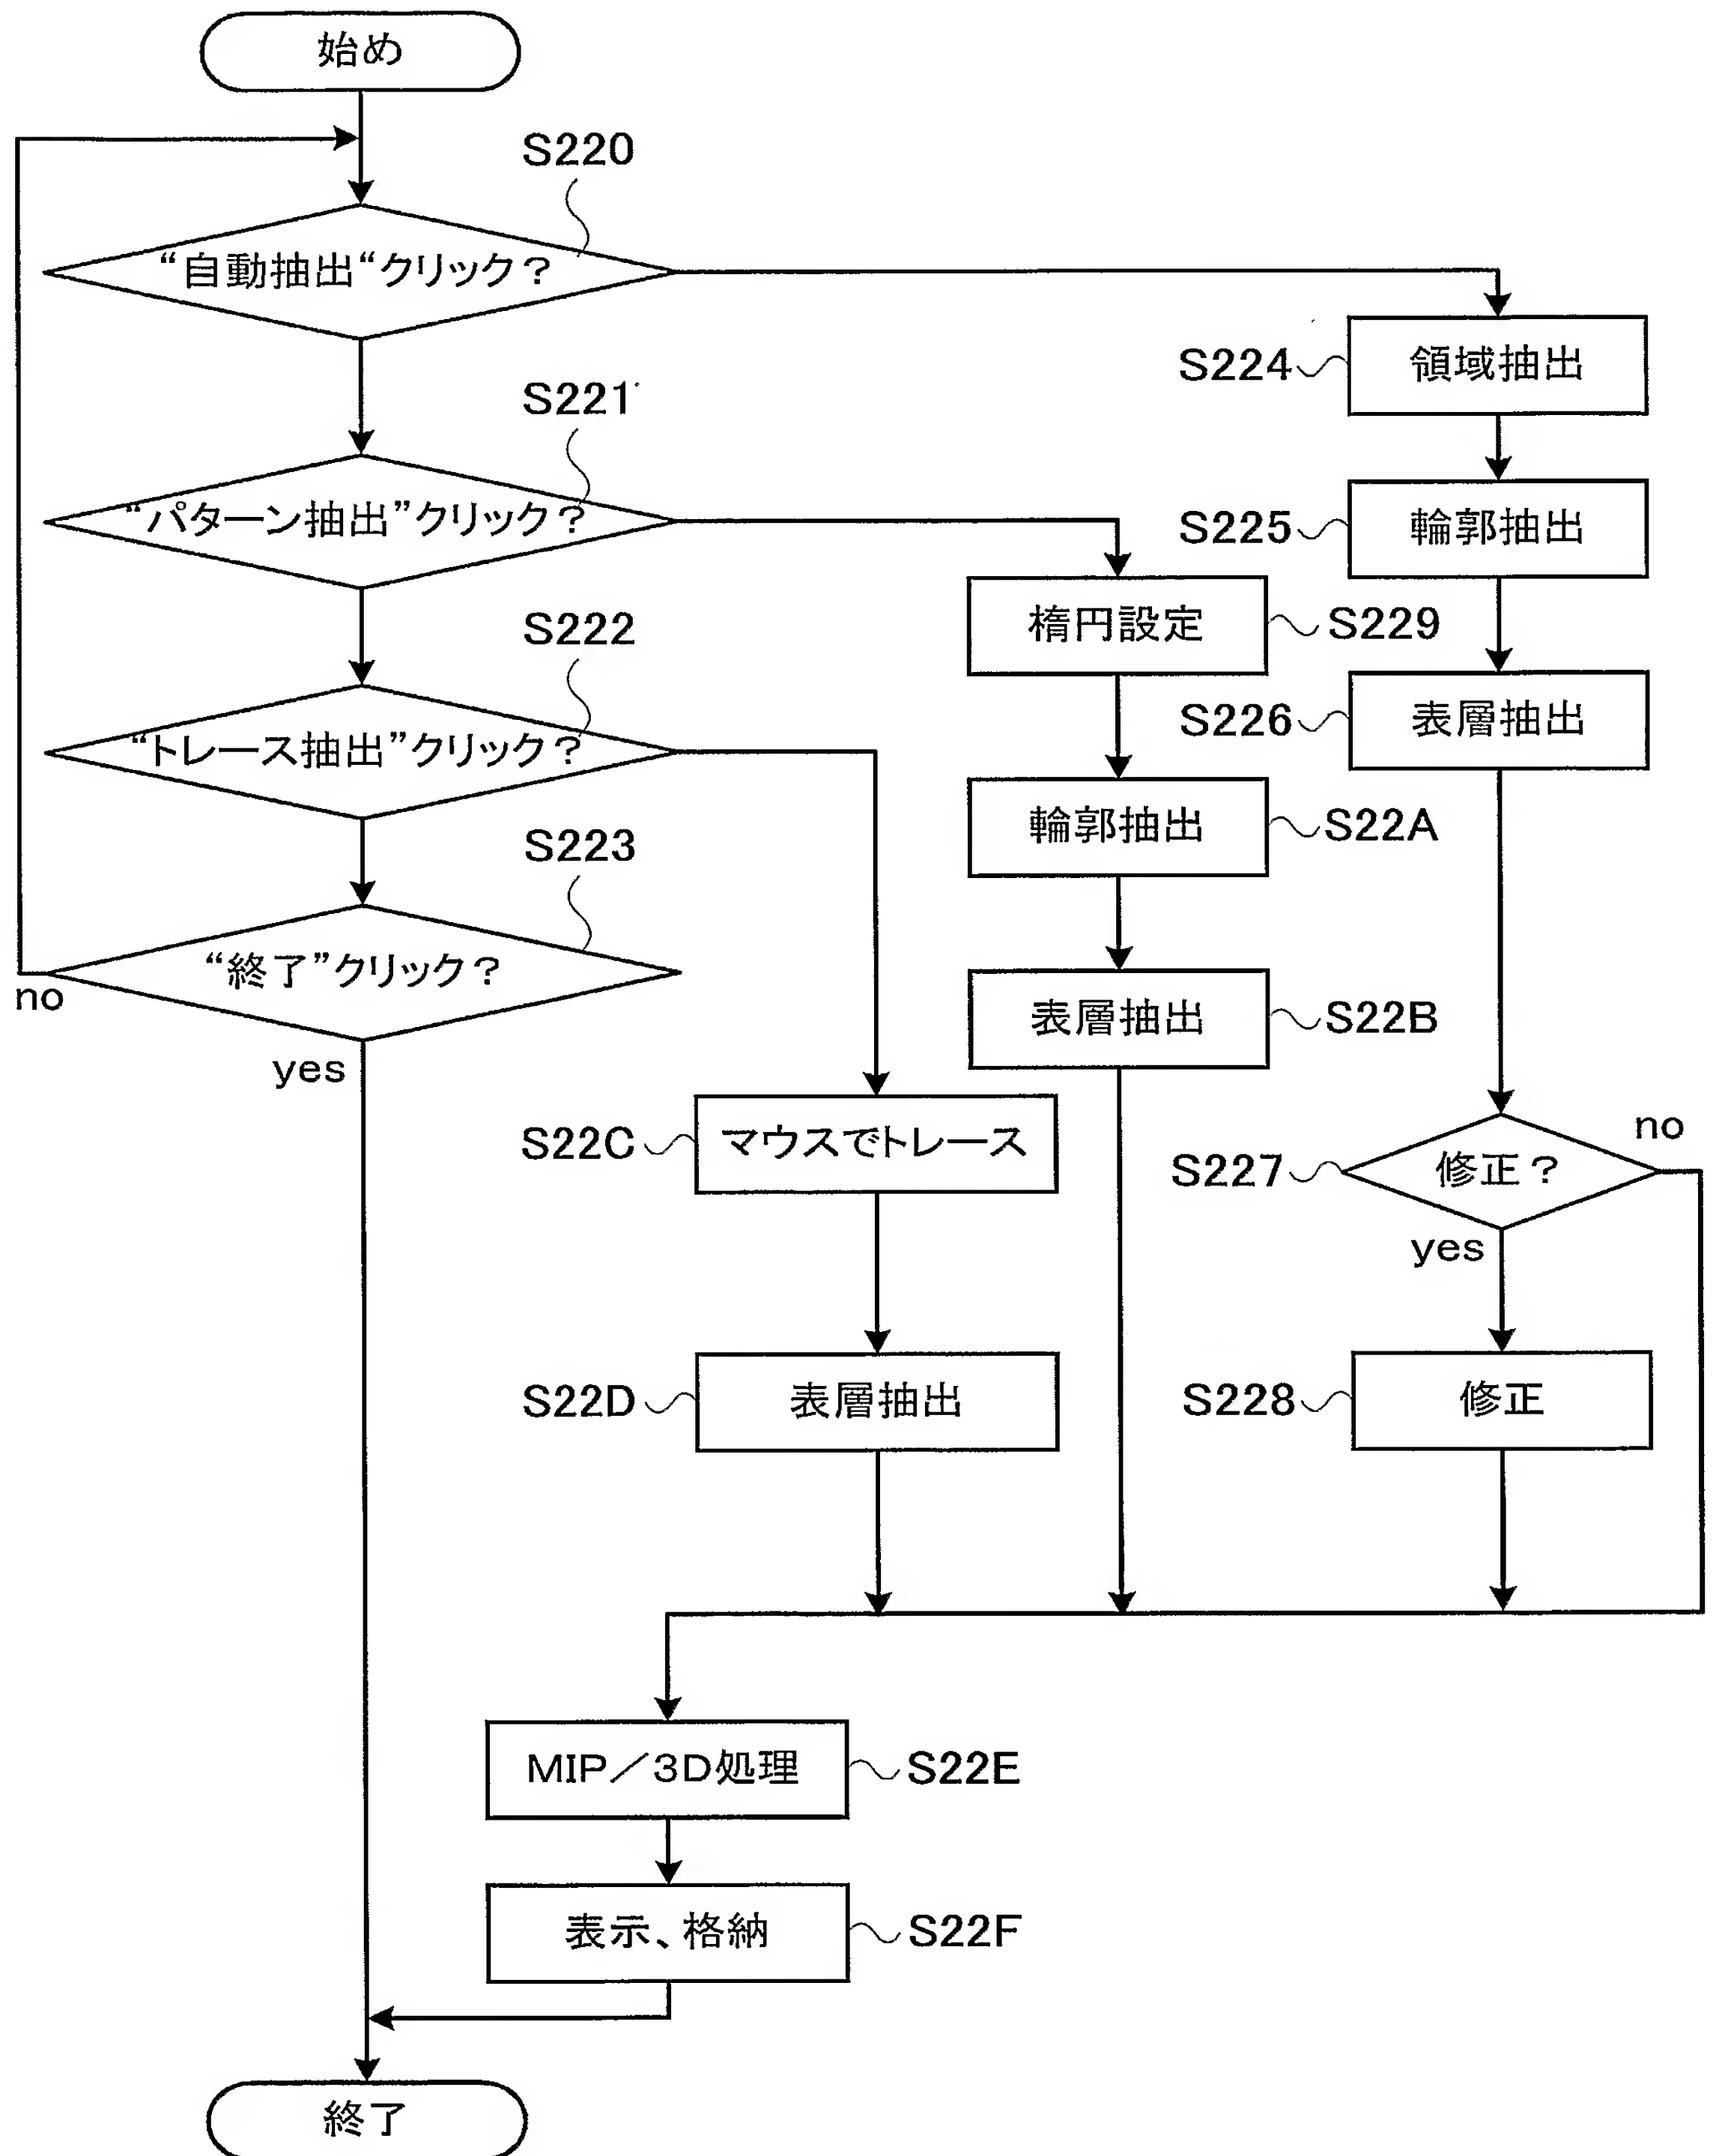 始め
S220
“自動抽出“クリック？
S224
領域抽出
S221
“パターン抽出”クリック？
S225
輪郭抽出
楕円設定
S229
S222
“トレース抽出”クリック？
S226
表層抽出
輪郭抽出
S22A
S223
“終了”クリック？
no
yes
表層抽出
S22B
S22C
マウスでトレース
S227
修正？
no
yes
S22D
表層抽出
S228
修正
MIP／3D処理
S22E
表示、格納
S22F
終了